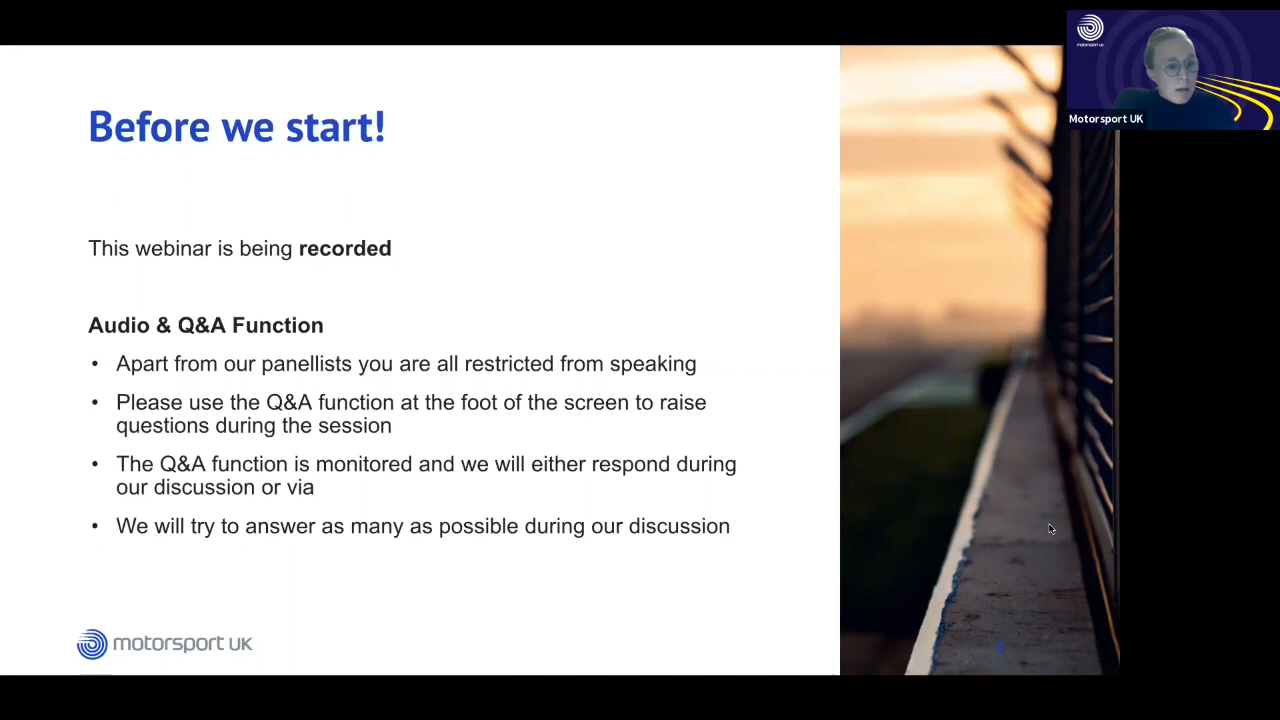 Before we start!
This webinar is being recorded
Audio & Q&A Function
• Apart from our panellists you are all restricted from speaking
• Please use the Q&A function at the foot of the screen to raise
questions during the session
• The Q&A function is monitored and we will either respond during
our discussion or via
• We will try to answer as many as possible during our discussion
motorsport UK
3
motorsport UK
Motorsport UK